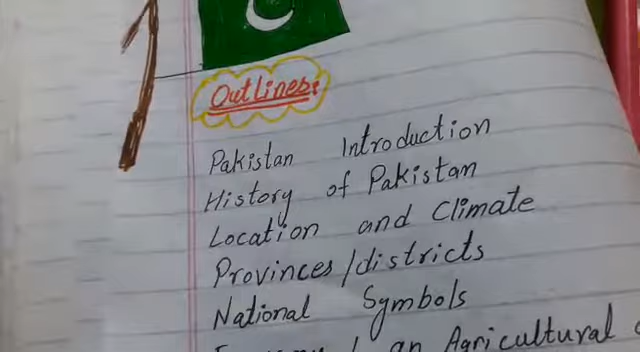 Outlines:
Pakistan Introduction
History of Pakistan
Location and Climate
Provinces/districts
National Symbols
an Agricultural